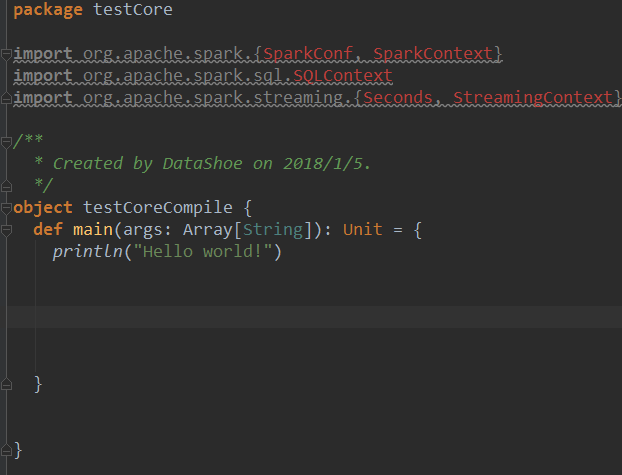 package testCore
import org.apache.spark.{SparkConf, SparkContext}
import org.apache.spark.sql.SQLContext
import org.apache.spark.streaming.{Seconds, StreamingContext}
/**
  * Created by DataShoe on 2018/1/5.
  */
object testCoreCompile {
  def main(args: Array[String]): Unit = {
    println("Hello world!")
  }
}